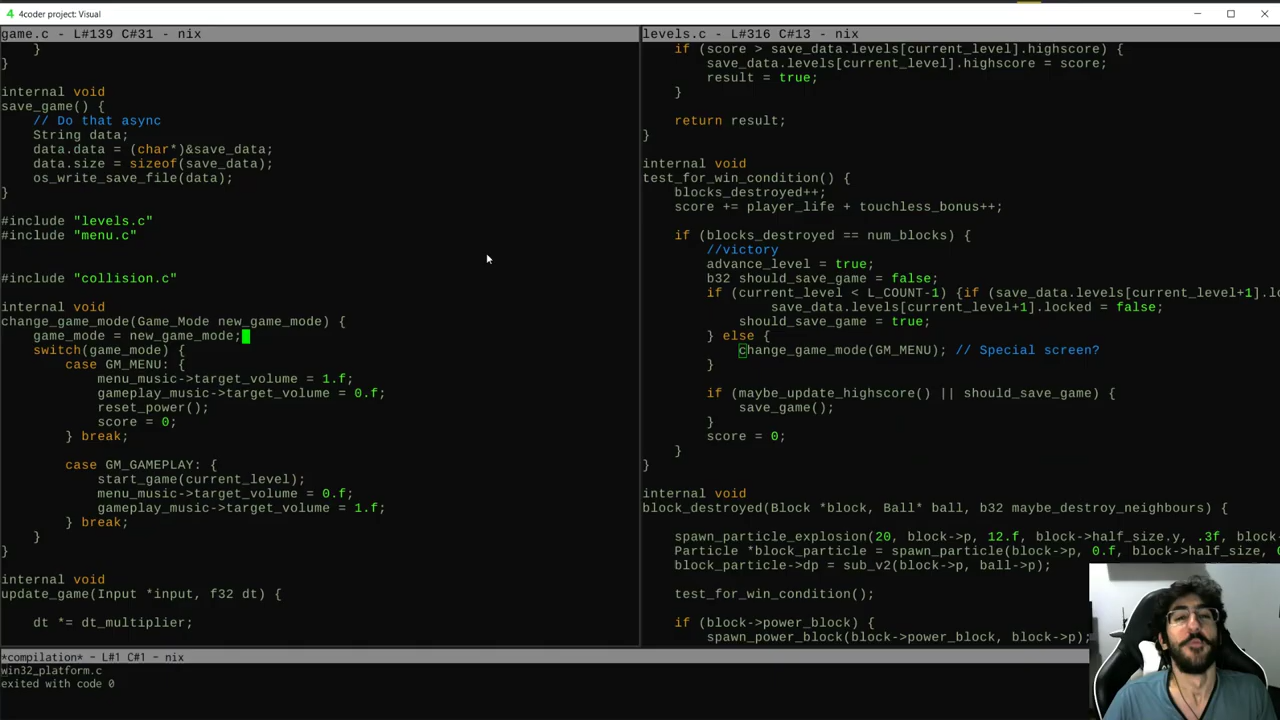 4 4coder project: Visual
game.c - L#139 C#31 - nix
    }
}

internal void
save_game() {
    // Do that async
    String data;
    data.data = (char*)&save_data;
    data.size = sizeof(save_data);
    os_write_save_file(data);
}

#include "levels.c"
#include "menu.c"

#include "collision.c"

internal void
change_game_mode(Game_Mode new_game_mode) {
    game_mode = new_game_mode;
    switch(game_mode) {
        case GM_MENU: {
            menu_music->target_volume = 1.f;
            gameplay_music->target_volume = 0.f;
            reset_power();
            score = 0;
        } break;

        case GM_GAMEPLAY: {
            start_game(current_level);
            menu_music->target_volume = 0.f;
            gameplay_music->target_volume = 1.f;
        } break;
    }
}

internal void
update_game(Input *input, f32 dt) {

    dt *= dt_multiplier;
levels.c - L#316 C#13 - nix
    if (score > save_data.levels[current_level].highscore) {
        save_data.levels[current_level].highscore = score;
        result = true;
    }

    return result;
}

internal void
test_for_win_condition() {
    blocks_destroyed++;
    score += player_life + touchless_bonus++;

    if (blocks_destroyed == num_blocks) {
        //victory
        advance_level = true;
        b32 should_save_game = false;
        if (current_level < L_COUNT-1) {if (save_data.levels[current_level+1].lo
                save_data.levels[current_level+1].locked = false;
            should_save_game = true;
        } else {
            change_game_mode(GM_MENU); // Special screen?
        }

        if (maybe_update_highscore() || should_save_game) {
            save_game();
        }
        score = 0;
    }
}

internal void
block_destroyed(Block *block, Ball* ball, b32 maybe_destroy_neighbours) {

    spawn_particle_explosion(20, block->p, 12.f, block->half_size.y, .3f,
    Particle *block_particle = spawn_particle(block->p, 0.f, block->half_size,
    block_particle->dp = sub_v2(block->p, ball->p);

    test_for_win_condition();

    if (block->power_block) {
        spawn_power_block(block->power_block, block->p);
*compilation* - L#1 C#1 - nix
win32_platform.c
exited with code 0